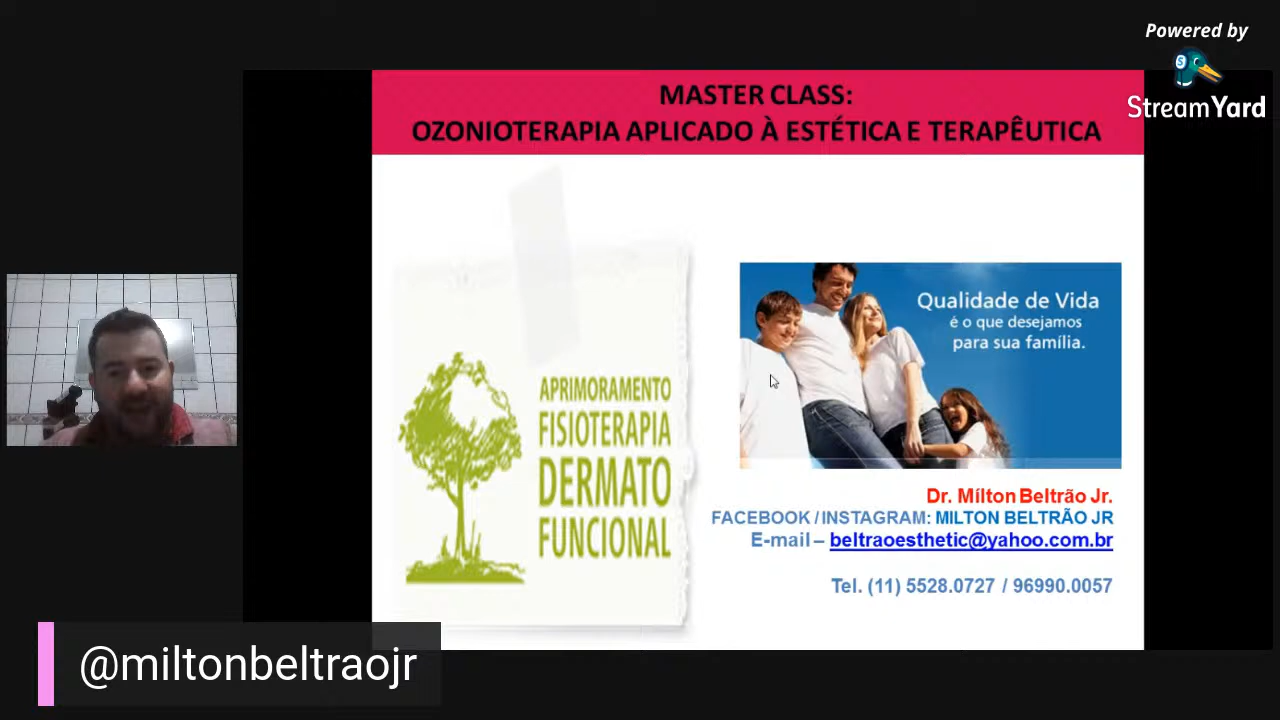 Powered by
StreamYard
MASTER CLASS:
OZONIOTERAPIA APLICADO À ESTÉTICA E TERAPÊUTICA
APRIMORAMENTO
FISIOTERAPIA
DERMATO
FUNCIONAL
Qualidade de Vida
é o que desejamos
para sua família.
Dr. Mílton Beltrão Jr.
FACEBOOK / INSTAGRAM: MILTON BELTRÃO JR
E-mail – beltraoesthetic@yahoo.com.br
Tel. (11) 5528.0727 / 96990.0057
@miltonbeltraojr